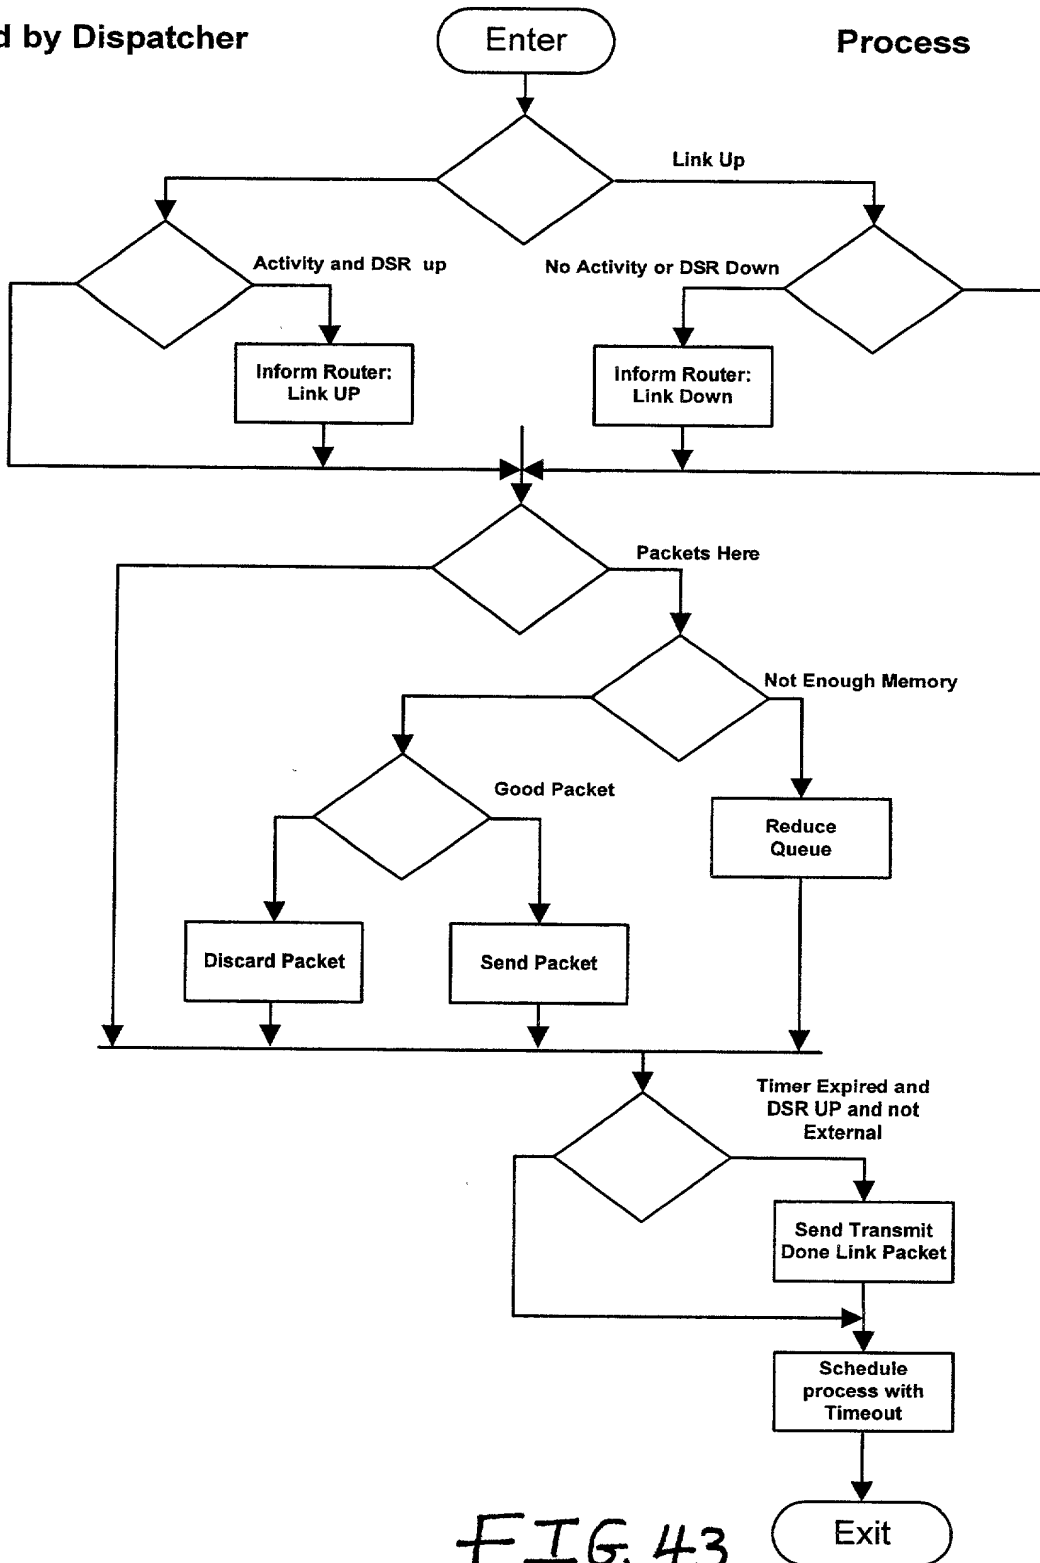 d by Dispatcher
Enter
Process
Link Up
Activity and DSR up
No Activity or DSR Down
Inform Router:
Link UP
Inform Router:
Link Down
Packets Here
Not Enough Memory
Good Packet
Reduce
Queue
Discard Packet
Send Packet
Timer Expired and
DSR UP and not
External
Send Transmit
Done Link Packet
Schedule
process with
Timeout
Exit
FIG. 43